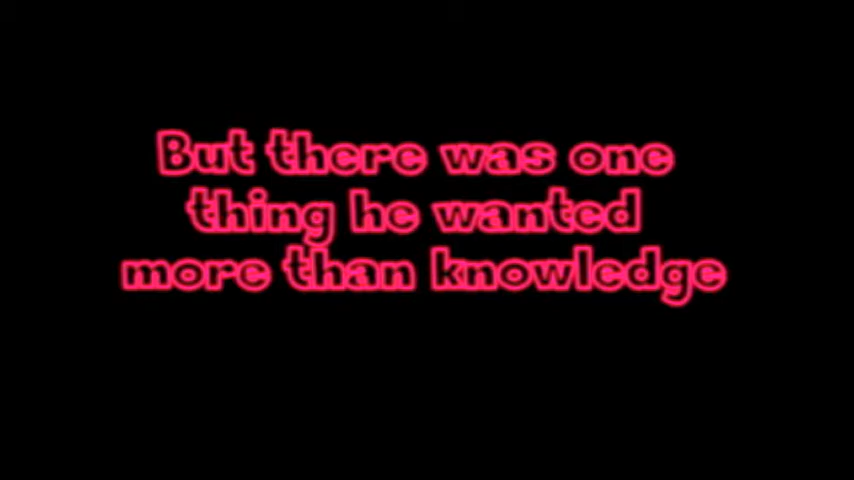 But there was one
thing he wanted
more than knowledge